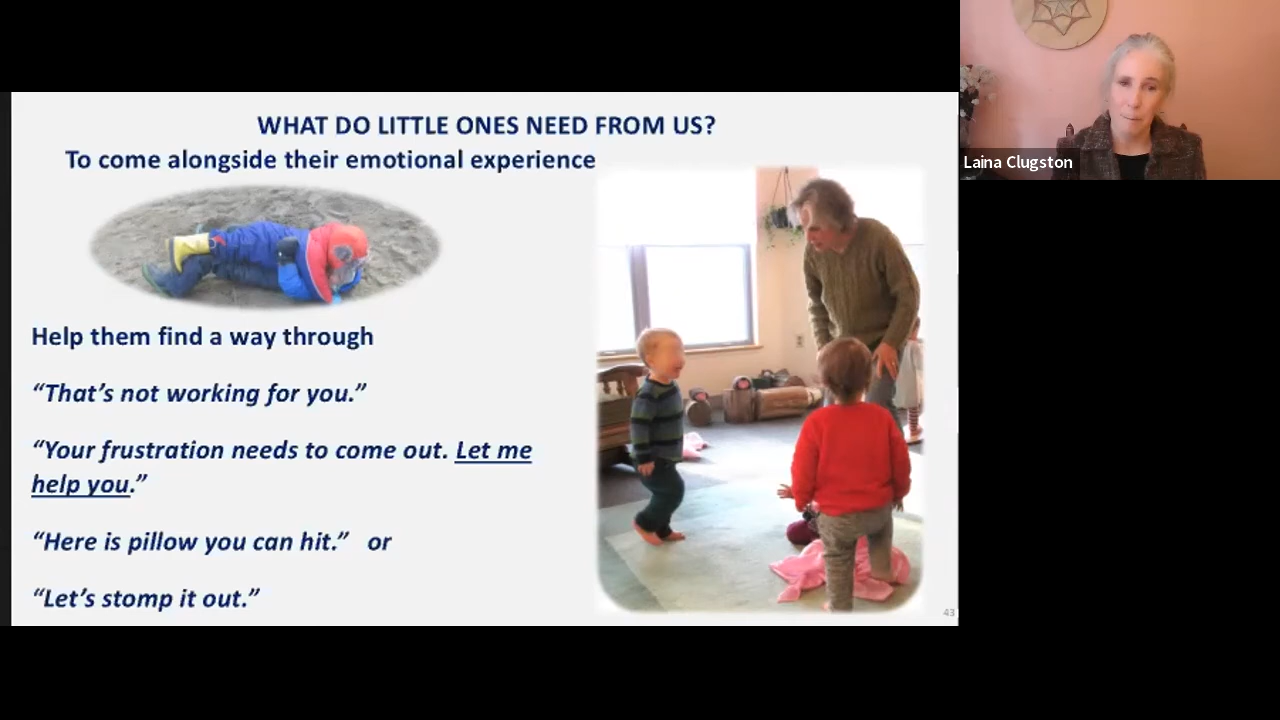 WHAT DO LITTLE ONES NEED FROM US?
To come alongside their emotional experience
Help them find a way through
“That’s not working for you.”
“Your frustration needs to come out. Let me
help you.”
“Here is pillow you can hit.” or
“Let’s stomp it out.”
43
Laina Clugston